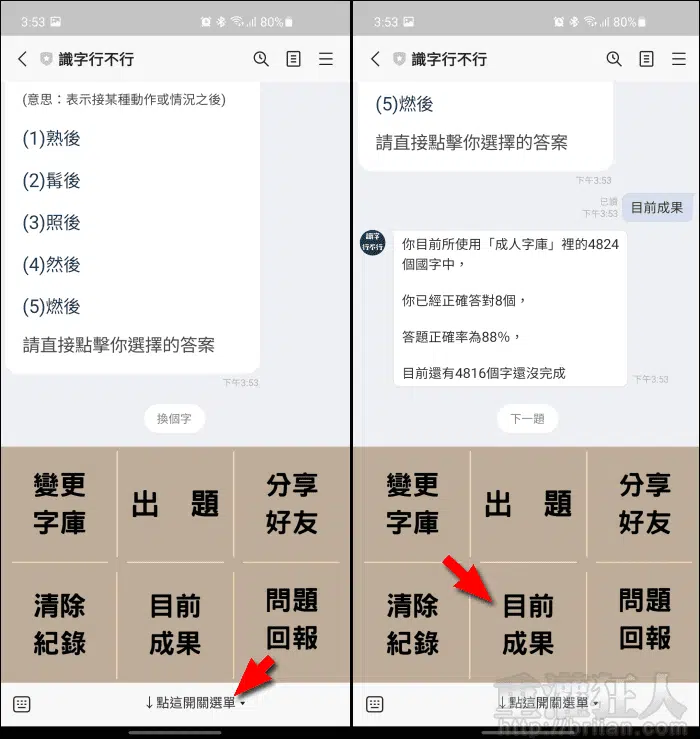 3:53
80%
識字行不行
(意思：表示接某種動作或情況之後)
(1)熟後
(2)髯後
(3)照後
(4)然後
(5)燃後
請直接點擊你選擇的答案
下午3:53
換個字
變更
字庫
出 題
分享
好友
清除
紀錄
目前
成果
問題
回報
↓點這開關選單▾
3:53
80%
識字行不行
(5)燃後
請直接點擊你選擇的答案
下午3:53
已讀
下午3:53
目前成果
識字
行不行
你目前所使用「成人字庫」裡的4824
個國字中，
你已經正確答對8個，
答題正確率為88%，
目前還有4816個字還沒完成
下午3:53
下一題
變更
字庫
出 題
分享
好友
清除
紀錄
目前
成果
問題
回報
↓點這開關選單▾
重灌狂人
http://briian.com